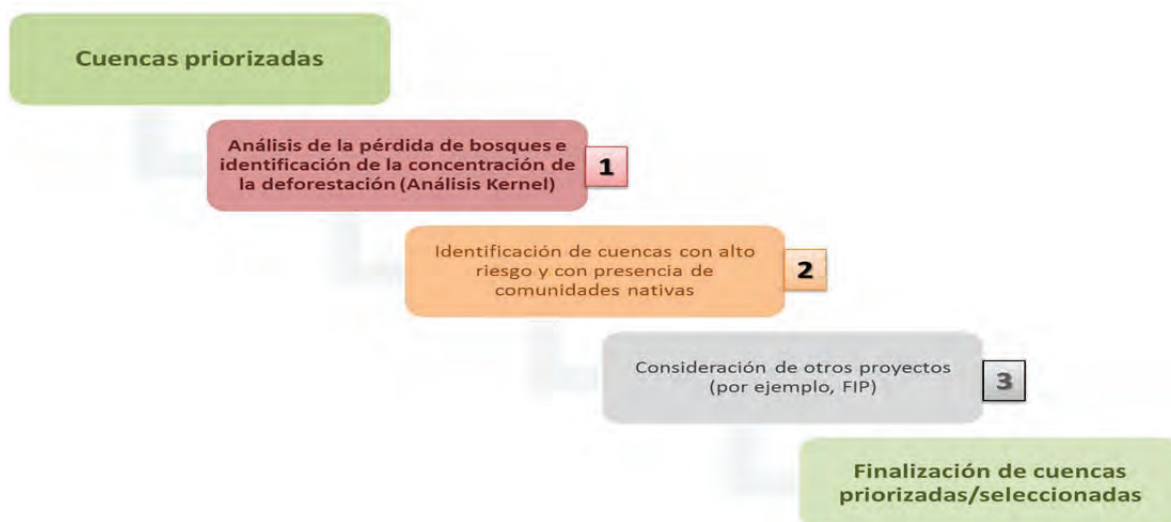 Cuencas priorizadas
Análisis de la pérdida de bosques e
identificación de la concentración de
la deforestación (Análisis Kernel)
1
Identificación de cuencas con alto
riesgo y con presencia de
comunidades nativas
2
Consideración de otros proyectos
(por ejemplo, FIP)
3
Finalización de cuencas
priorizadas/seleccionadas